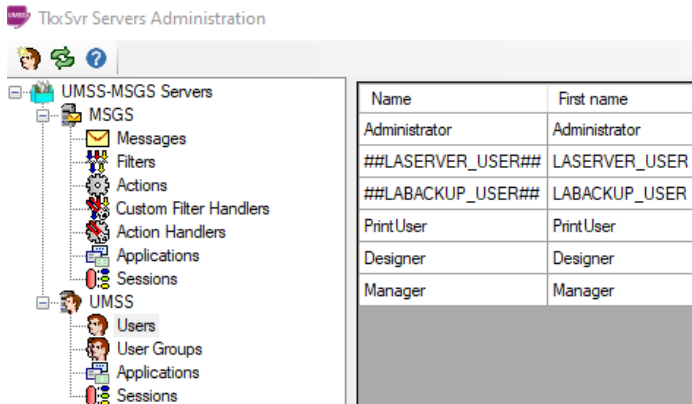 TkxSvr Servers Administration
UMSS-MSGS Servers
MSGS
Messages
Filters
Actions
Custom Filter Handlers
Action Handlers
Applications
Sessions
UMSS
Users
User Groups
Applications
Sessions
Name First name
Administrator Administrator
##LASERVER_USER## LASERVER_USER
##LABACKUP_USER## LABACKUP_USER
PrintUser PrintUser
Designer Designer
Manager Manager